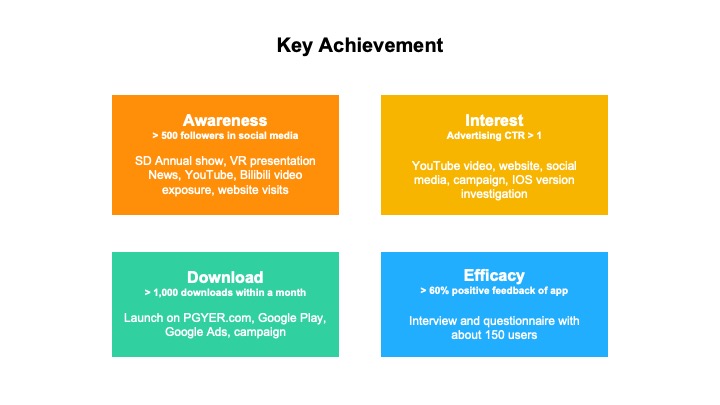 Key Achievement
Awareness
> 500 followers in social media
SD Annual show, VR presentation
News, YouTube, Bilibili video
exposure, website visits
Interest
Advertising CTR > 1
YouTube video, website, social
media, campaign, IOS version
investigation
Download
> 1,000 downloads within a month
Launch on PGYER.com, Google Play,
Google Ads, campaign
Efficacy
> 60% positive feedback of app
Interview and questionnaire with
about 150 users